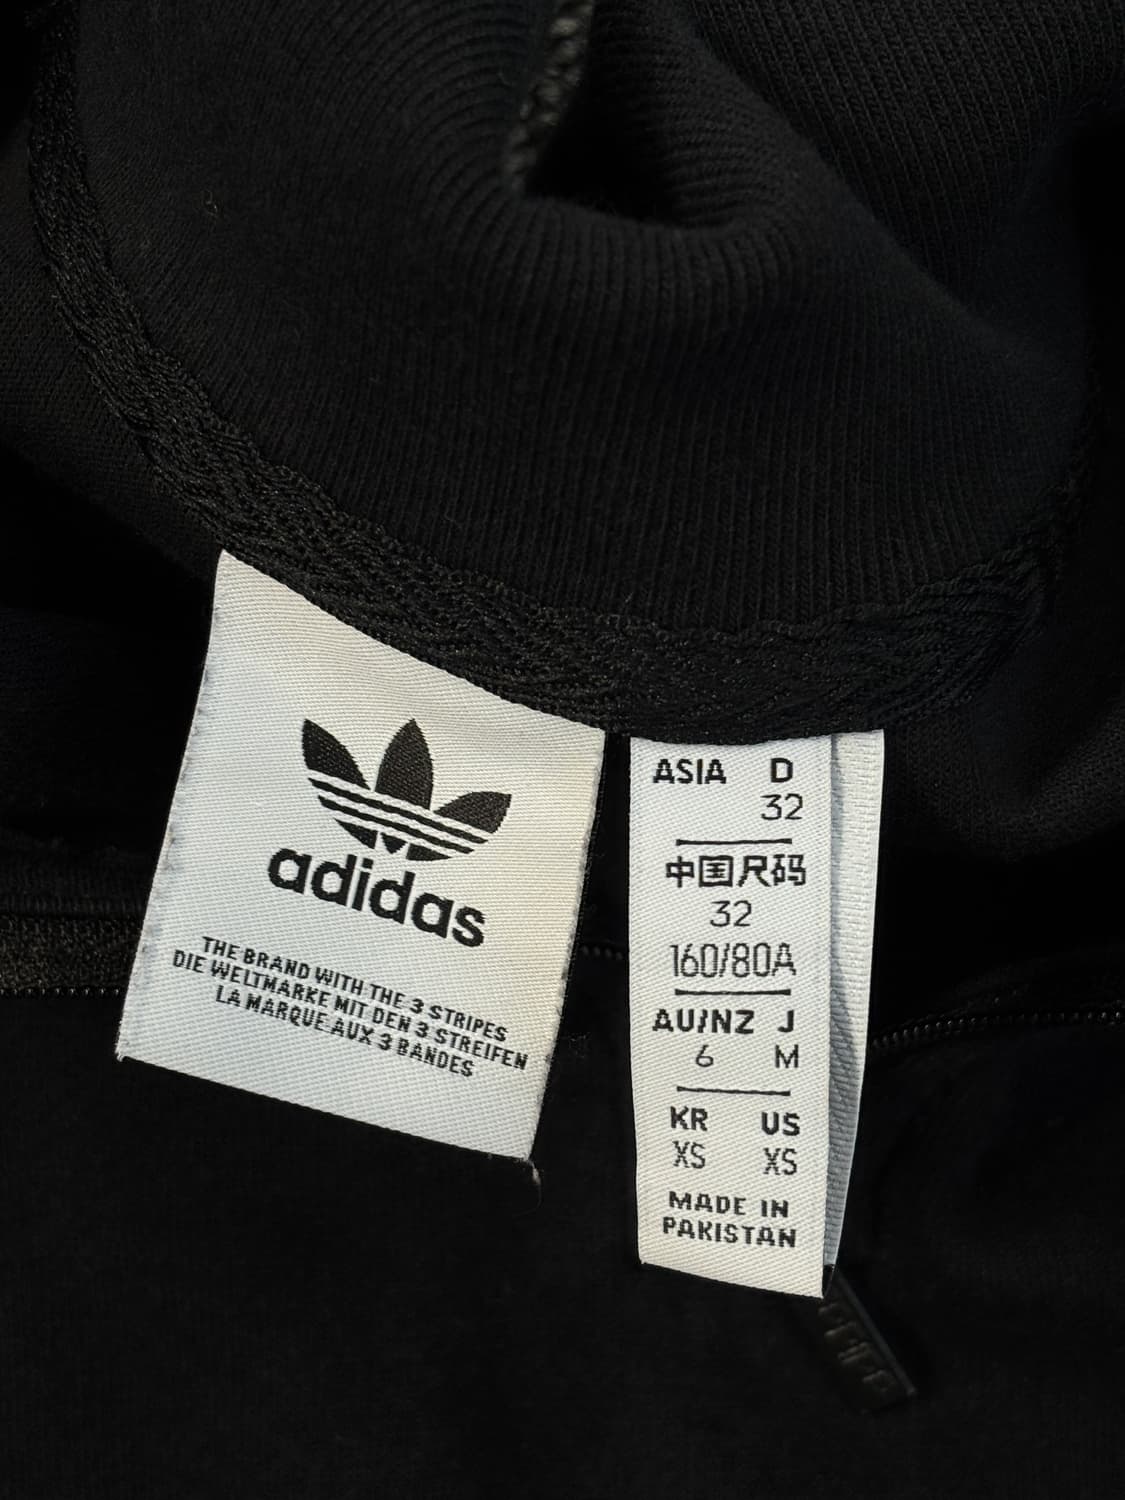 adidas
THE BRAND WITH THE 3 STRIPES
DIE WELTMARKE MIT DEN 3 STREIFEN
LA MARQUE AUX 3 BANDES
ASIA D
32
中国尺码
32
160/80A
AU/NZ J
6 M
KR US
XS XS
MADE IN
PAKISTAN